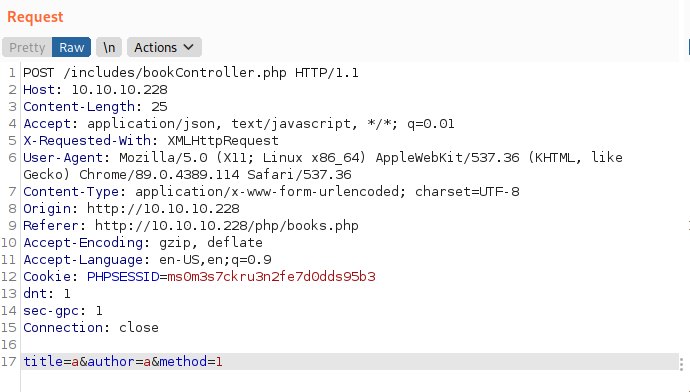 Request
Pretty Raw \n Actions
1 POST /includes/bookController.php HTTP/1.1
2 Host: 10.10.10.228
3 Content-Length: 25
4 Accept: application/json, text/javascript, */*; q=0.01
5 X-Requested-With: XMLHttpRequest
6 User-Agent: Mozilla/5.0 (X11; Linux x86_64) AppleWebKit/537.36 (KHTML, like
Gecko) Chrome/89.0.4389.114 Safari/537.36
7 Content-Type: application/x-www-form-urlencoded; charset=UTF-8
8 Origin: http://10.10.10.228
9 Referer: http://10.10.10.228/php/books.php
10 Accept-Encoding: gzip, deflate
11 Accept-Language: en-US,en;q=0.9
12 Cookie: PHPSESSID=ms0m3s7ckru3n2fe7d0dds95b3
13 dnt: 1
14 sec-gpc: 1
15 Connection: close
16
17 title=a&author=a&method=1